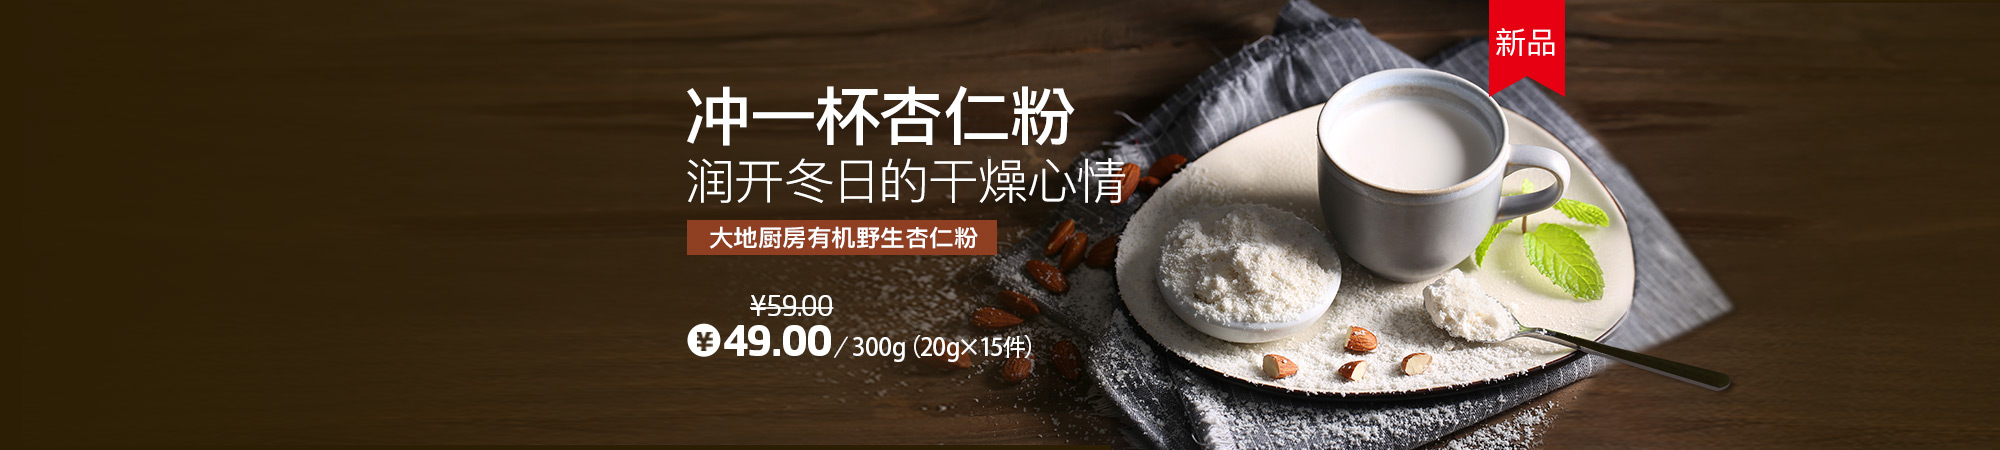 新品
冲一杯杏仁粉
润开冬日的干燥心情
大地厨房有机野生杏仁粉
¥59.00
¥49.00 / 300g (20g×15件)